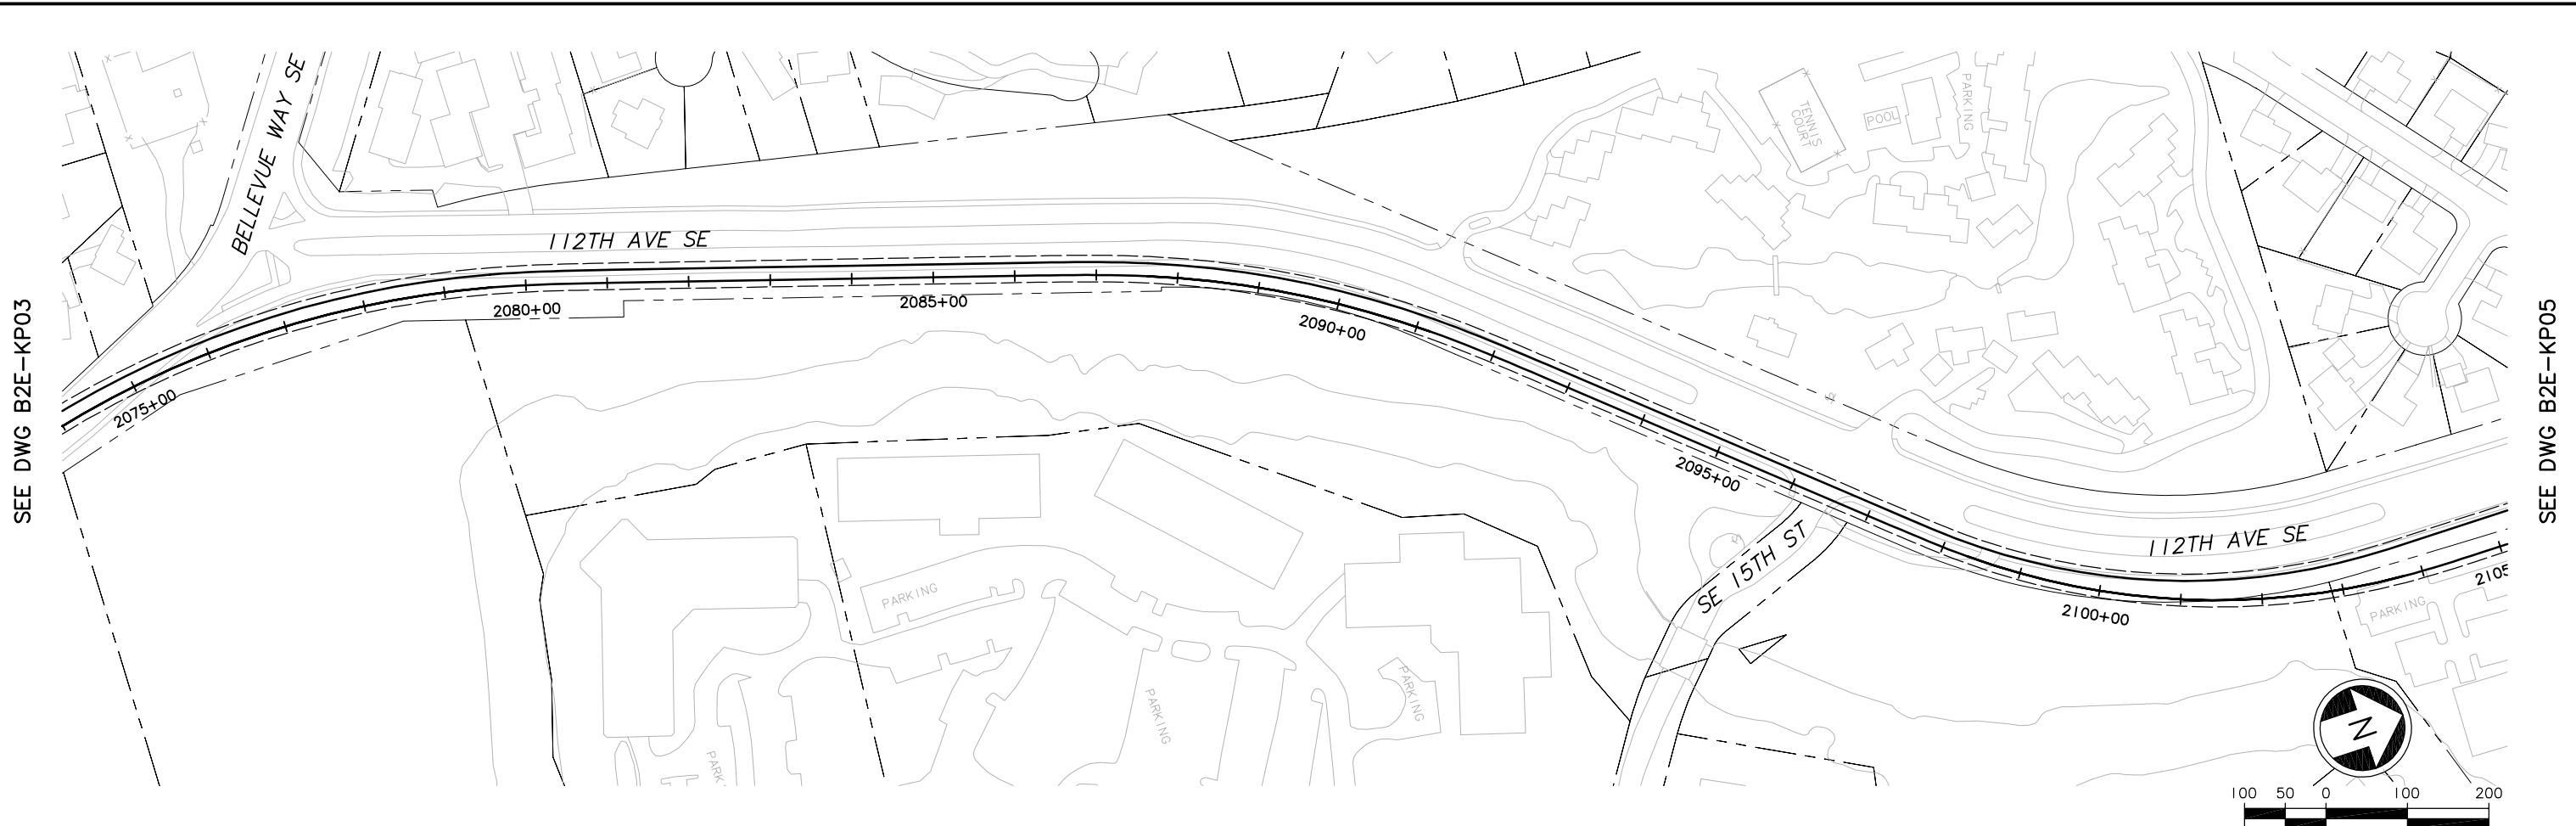 BELLEVUE WAY SE
TENNIS
COURT
POOL
PARKING
112TH AVE SE
SEE DWG B2E-KP03
SEE DWG B2E-KP05
2075+00
2080+00
2085+00
2090+00
2095+00
2100+00
2105
112TH AVE SE
SE 15TH ST
PARKING
PARKING
PARKING
PARKING
PARK
N
100 50 0 100 200